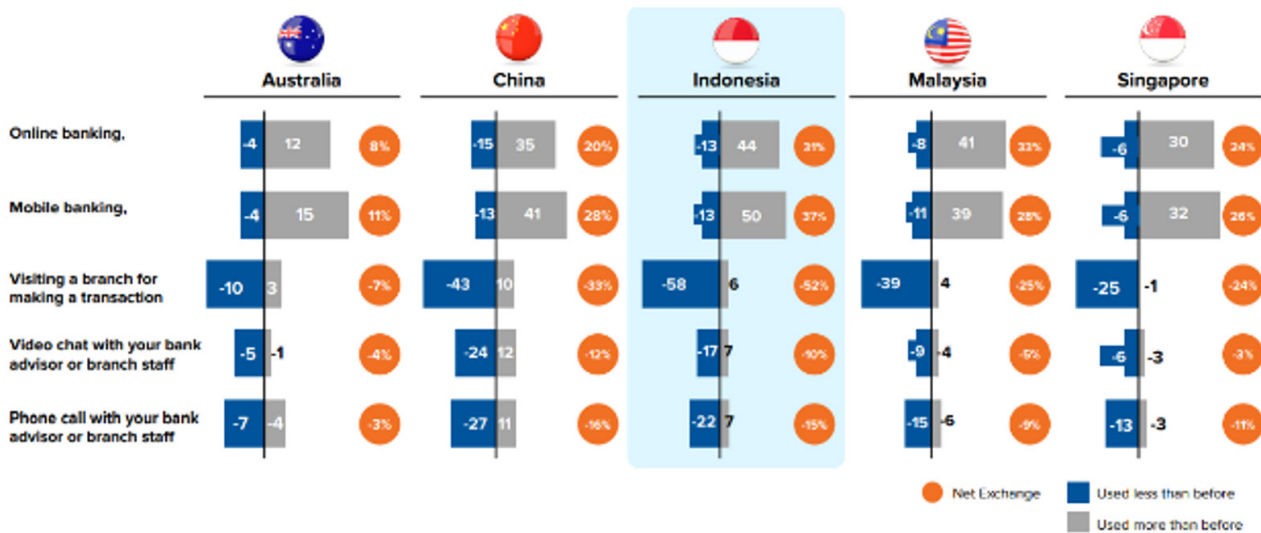 Australia China Indonesia Malaysia Singapore
Online banking, -4 12 8% -15 35 20% -13 44 31% -8 41 33% -6 30 24%
Mobile banking, -4 15 11% -13 41 28% -13 50 37% -11 39 28% -6 32 26%
Visiting a branch for
making a transaction -10 3 -7% -43 10 -33% -58 6 -52% -39 4 -25% -25 -1 -24%
Video chat with your bank
advisor or branch staff -5 -1 -4% -24 12 -12% -17 7 -10% -9 -4 -5% -6 -3 -3%
Phone call with your bank
advisor or branch staff -7 -4 -3% -27 11 -16% -22 7 -15% -15 -6 -9% -13 -3 -11%
Net Exchange Used less than before
Used more than before